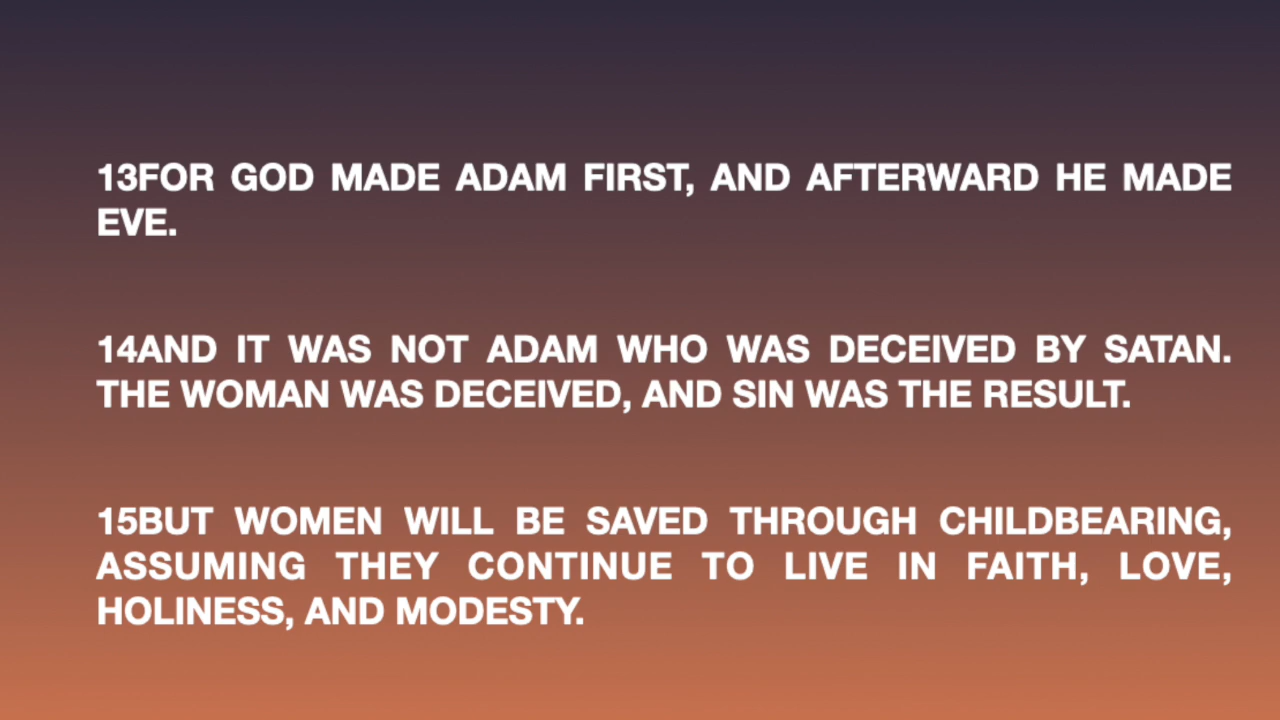 13FOR GOD MADE ADAM FIRST, AND AFTERWARD HE MADE
EVE.
14AND IT WAS NOT ADAM WHO WAS DECEIVED BY SATAN.
THE WOMAN WAS DECEIVED, AND SIN WAS THE RESULT.
15BUT WOMEN WILL BE SAVED THROUGH CHILDBEARING,
ASSUMING THEY CONTINUE TO LIVE IN FAITH, LOVE,
HOLINESS, AND MODESTY.